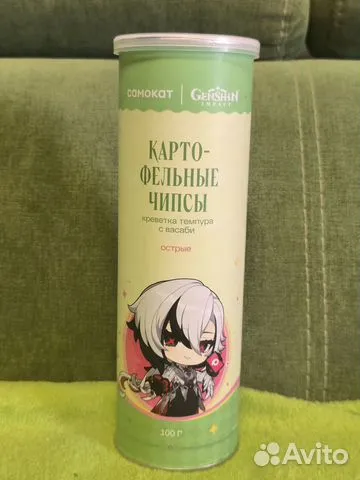 самокат | GENSHIN
IMPACT
КАРТО-
ФЕЛЬНЫЕ
ЧИПСЫ
креветка темпура
с васаби
острые
100 г
Avito